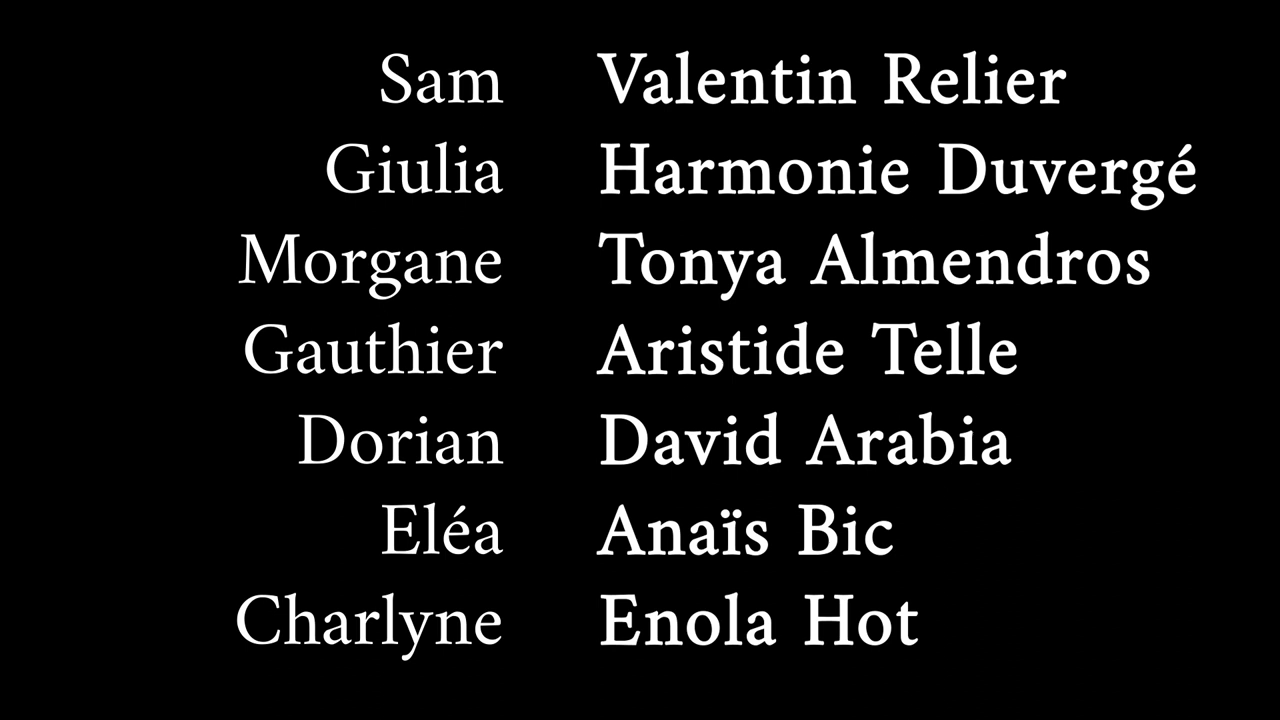 Sam Valentin Relier
Giulia Harmonie Duvergé
Morgane Tonya Almendros
Gauthier Aristide Telle
Dorian David Arabia
Eléa Anaïs Bic
Charlyne Enola Hot